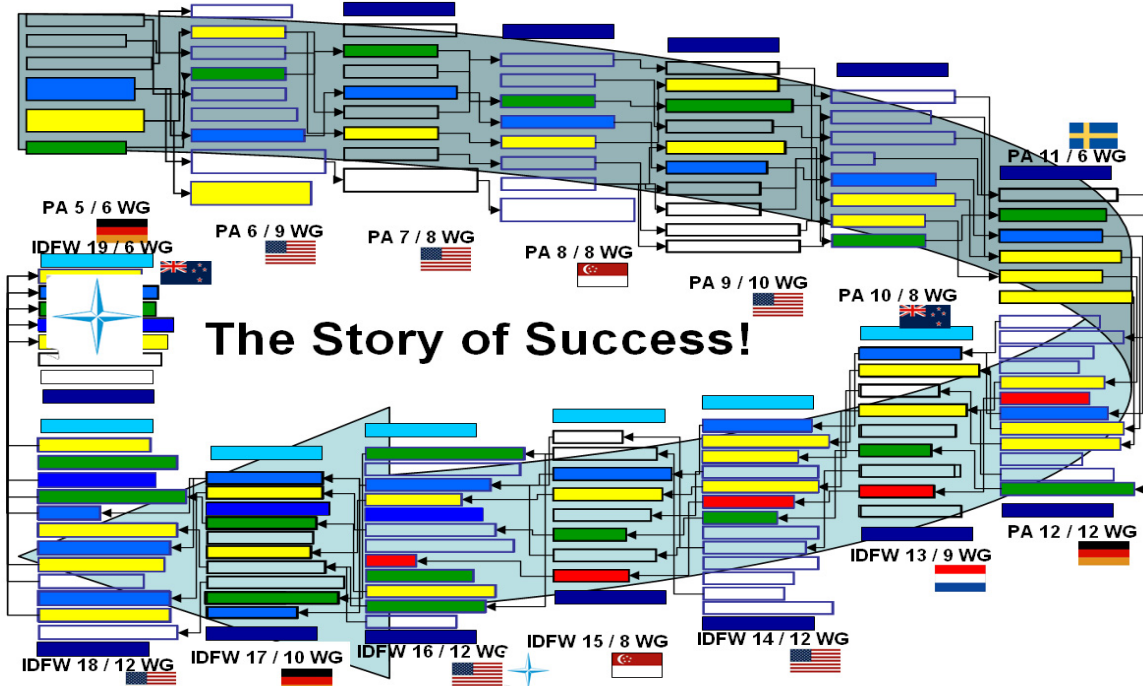 PA 11 / 6 WG
PA 5 / 6 WG
PA 6 / 9 WG
PA 7 / 8 WG
PA 8 / 8 WG
PA 9 / 10 WG
PA 10 / 8 WG
IDFW 19 / 6 WG
The Story of Success!
PA 12 / 12 WG
IDFW 13 / 9 WG
IDFW 14 / 12 WG
IDFW 15 / 8 WG
IDFW 16 / 12 WG
IDFW 17 / 10 WG
IDFW 18 / 12 WG